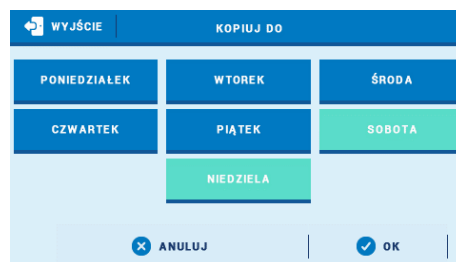 WYJŚCIE KOPIUJ DO
PONIEDZIAŁEK WTOREK ŚRODA
CZWARTEK PIĄTEK SOBOTA
NIEDZIELA
ANULUJ OK